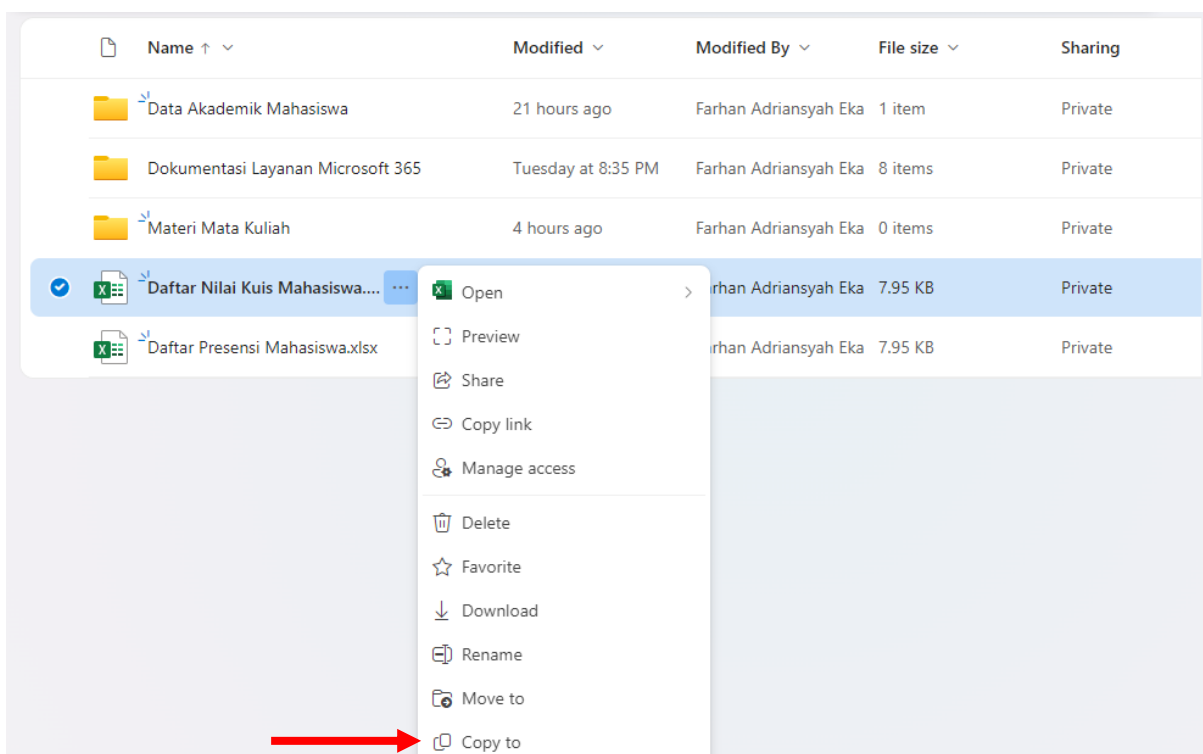 Name Modified Modified By File size Sharing
Data Akademik Mahasiswa 21 hours ago Farhan Adriansyah Eka 1 item Private
Dokumentasi Layanan Microsoft 365 Tuesday at 8:35 PM Farhan Adriansyah Eka 8 items Private
Materi Mata Kuliah 4 hours ago Farhan Adriansyah Eka 0 items Private
Daftar Nilai Kuis Mahasiswa.... ... rhan Adriansyah Eka 7.95 KB Private
Daftar Presensi Mahasiswa.xlsx rhan Adriansyah Eka 7.95 KB Private
Open
Preview
Share
Copy link
Manage access
Delete
Favorite
Download
Rename
Move to
Copy to